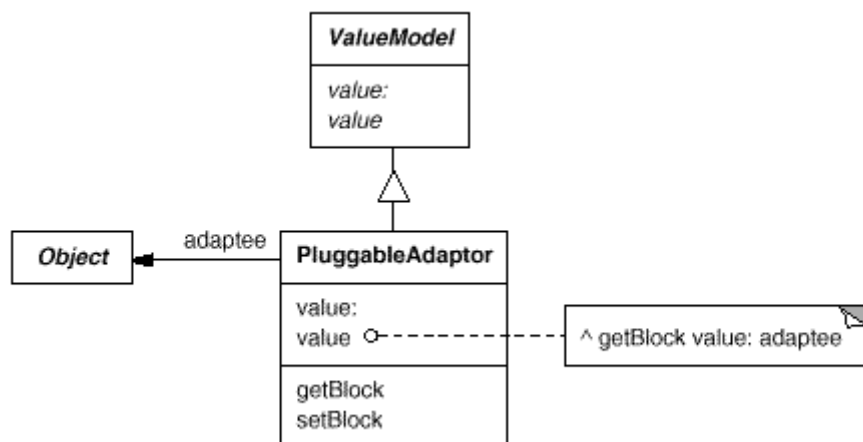 ValueModel
value:
value
Object
adaptee
PluggableAdaptor
value:
value
^ getBlock value: adaptee
getBlock
setBlock